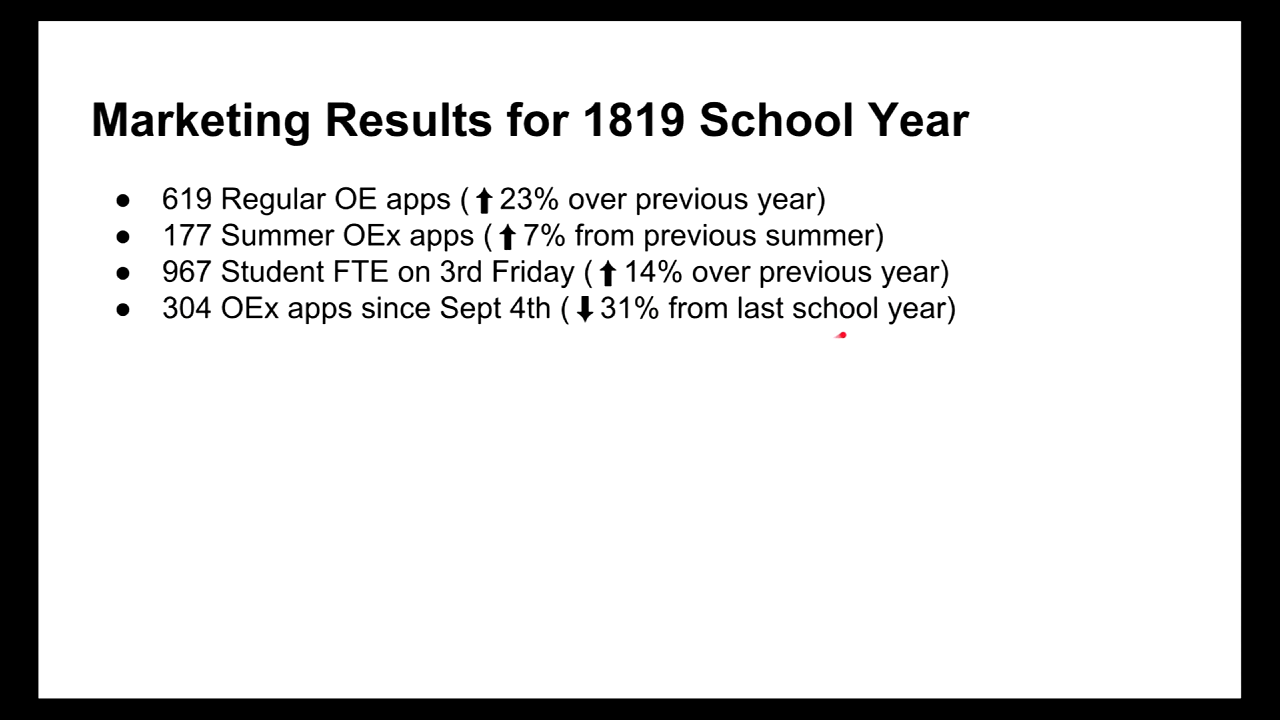 Marketing Results for 1819 School Year
● 619 Regular OE apps (⬆23% over previous year)
● 177 Summer OEx apps (⬆7% from previous summer)
● 967 Student FTE on 3rd Friday (⬆14% over previous year)
● 304 OEx apps since Sept 4th (⬇31% from last school year)